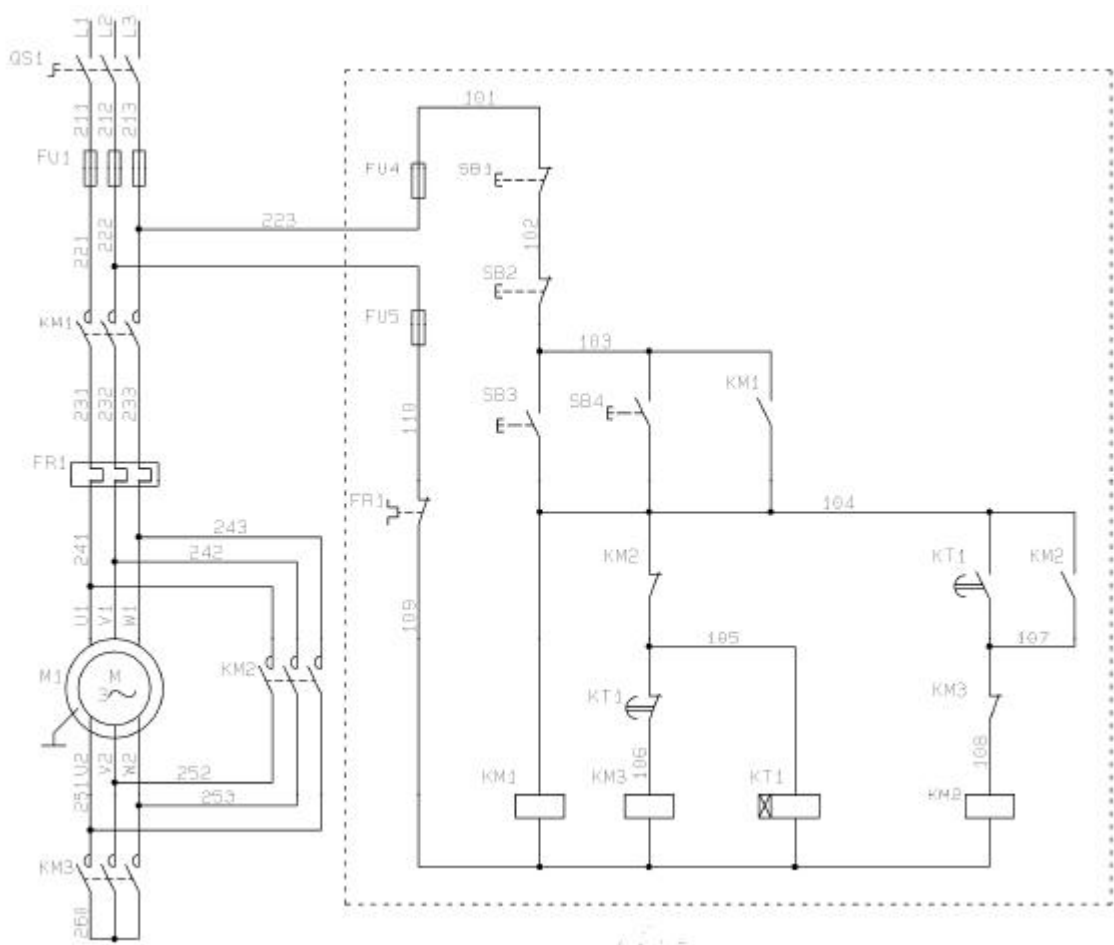 L1 L2 L3
QS1
211 212 213
FU1
101
FU4 SB1
223
221 222
102
SB2
KM1 FU5
103
231 232 233
SB3 SB4 KM1
110
FR1
FR1 104
243
241 242
KM2 KT1 KM2
109
U1 V1 W1
105 107
M1 M 3 KM2 KT1 KM3
106 108
251 U2 V2 W2
252
253
KM1 KM3 KT1 KM2
KM3
260